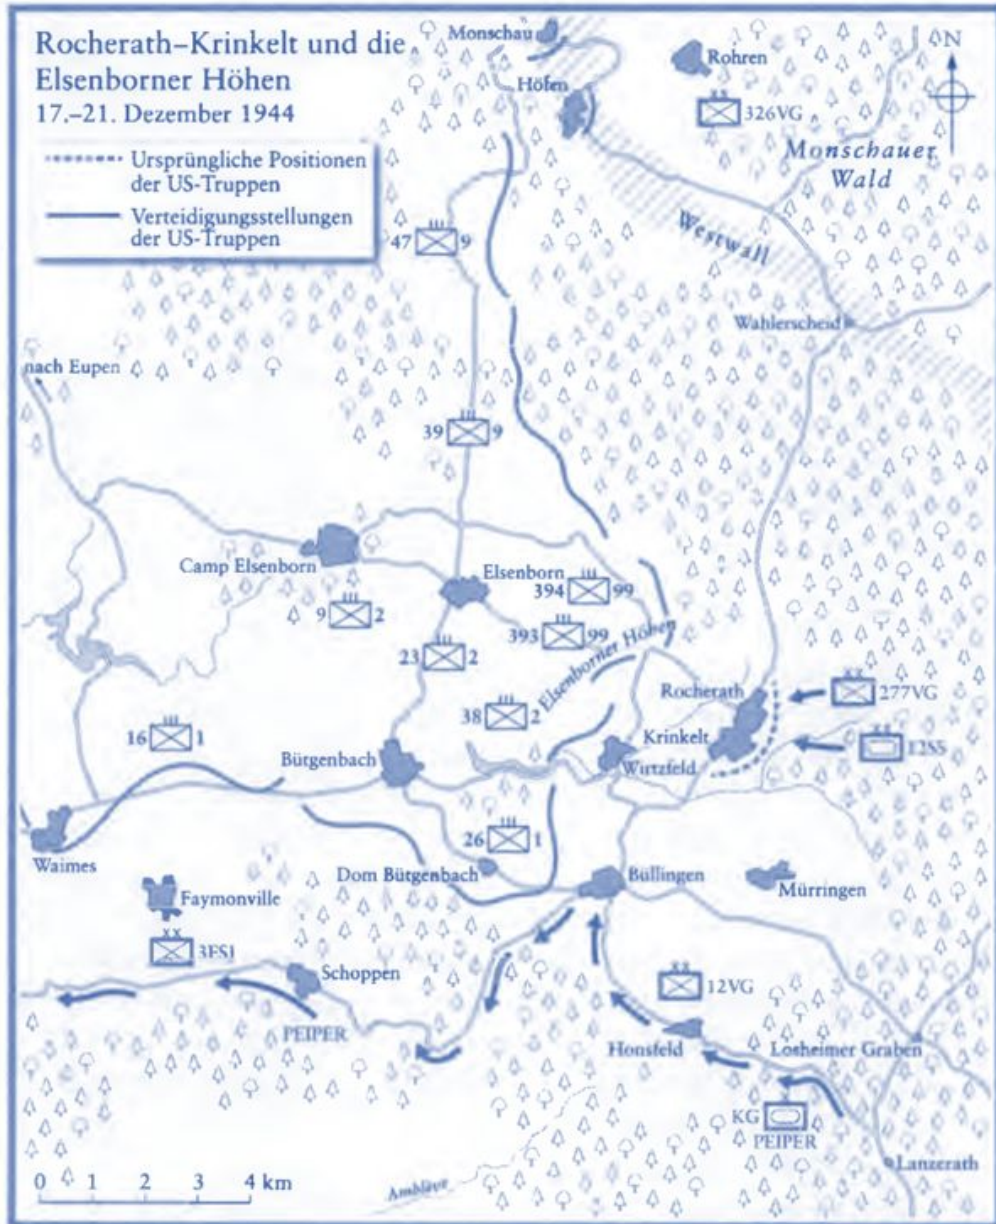 Rocherath–Krinkelt und die
Elsenborner Höhen
17.–21. Dezember 1944
Ursprüngliche Positionen
der US-Truppen
Verteidigungsstellungen
der US-Truppen
Monschau
Höfen
Rohren
N
326VG
Monschauer
Wald
47 9
Westwall
Wahlerscheid
nach Eupen
39 9
Camp Elsenborn
Elsenborn
394 99
9 2
393 99
23 2
Elsenborner Höhen
Rocherath
277VG
38 2
16 1
Krinkelt
12SS
Bütgenbach
Wirtzfeld
26 1
Waimes
Dom Bütgenbach
Büllingen
Mürringen
Faymonville
3FSJ
Schoppen
12VG
PEIPER
Honsfeld
Losheimer Graben
KG
PEIPER
Lanzerath
0 1 2 3 4 km
Amblève